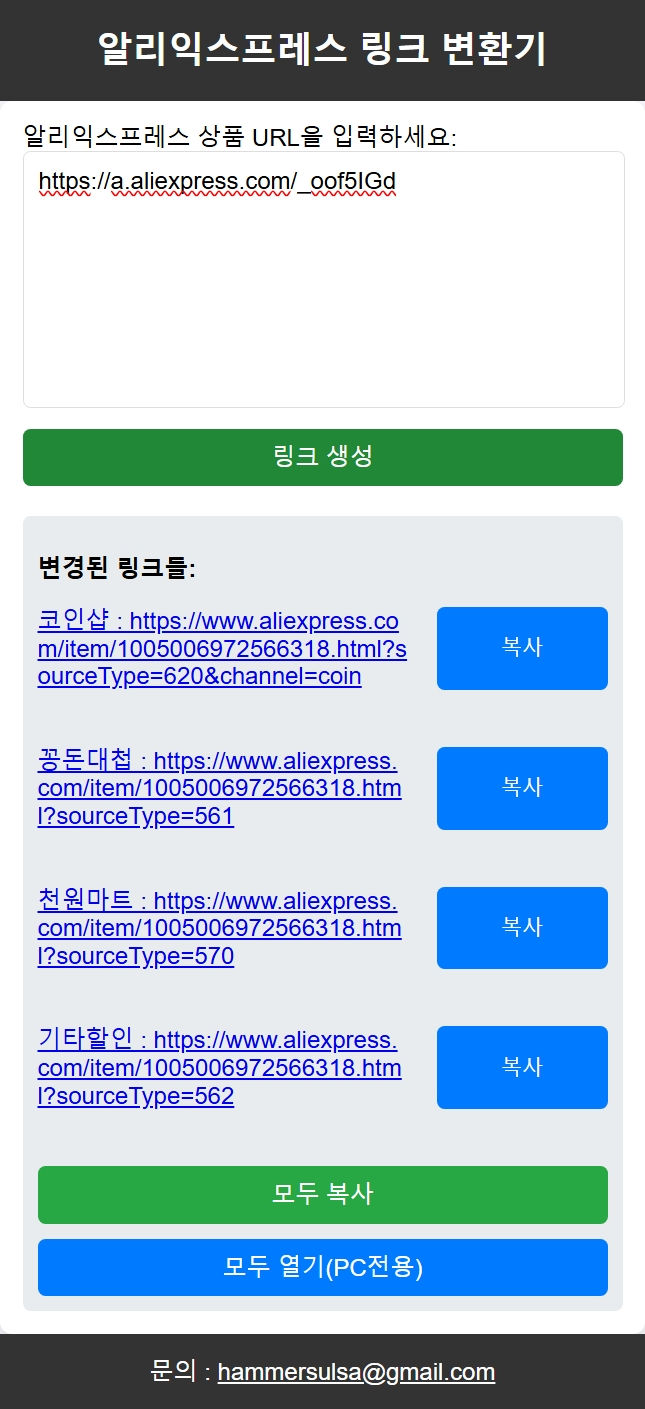 알리익스프레스 링크 변환기
알리익스프레스 상품 URL을 입력하세요:
https://a.aliexpress.com/_oof5IGd
링크 생성
변경된 링크들:
코인샵 : https://www.aliexpress.co
m/item/1005006972566318.html?s
ourceType=620&channel=coin
복사
꽁돈대첩 : https://www.aliexpress.
com/item/1005006972566318.htm
l?sourceType=561
복사
천원마트 : https://www.aliexpress.
com/item/1005006972566318.htm
l?sourceType=570
복사
기타할인 : https://www.aliexpress.
com/item/1005006972566318.htm
l?sourceType=562
복사
모두 복사
모두 열기(PC전용)
문의 : hammersulsa@gmail.com